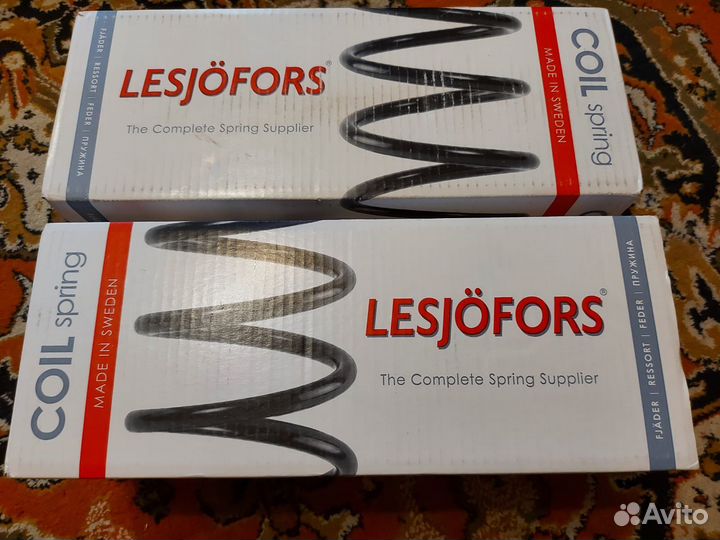 FJÄDER | RESSORT | FEDER | ПРУЖИНА
LESJÖFORS®
The Complete Spring Supplier
MADE IN SWEDEN
COIL spring
COIL spring
MADE IN SWEDEN
LESJÖFORS®
The Complete Spring Supplier
FJÄDER | RESSORT | FEDER | ПРУЖИНА
Avito